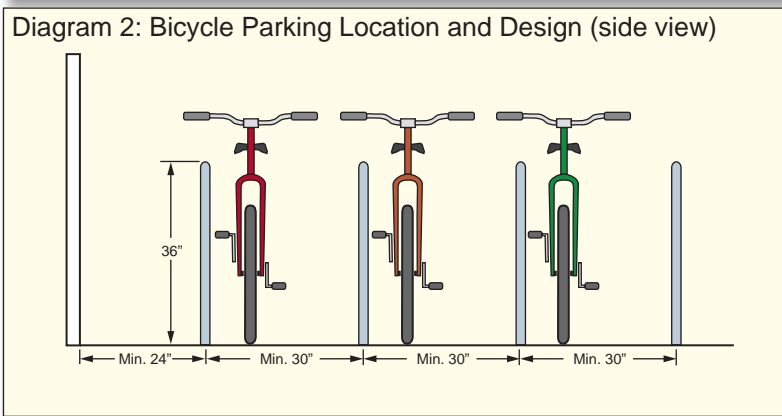 Diagram 2: Bicycle Parking Location and Design (side view)
36”
Min. 24” Min. 30” Min. 30” Min. 30”